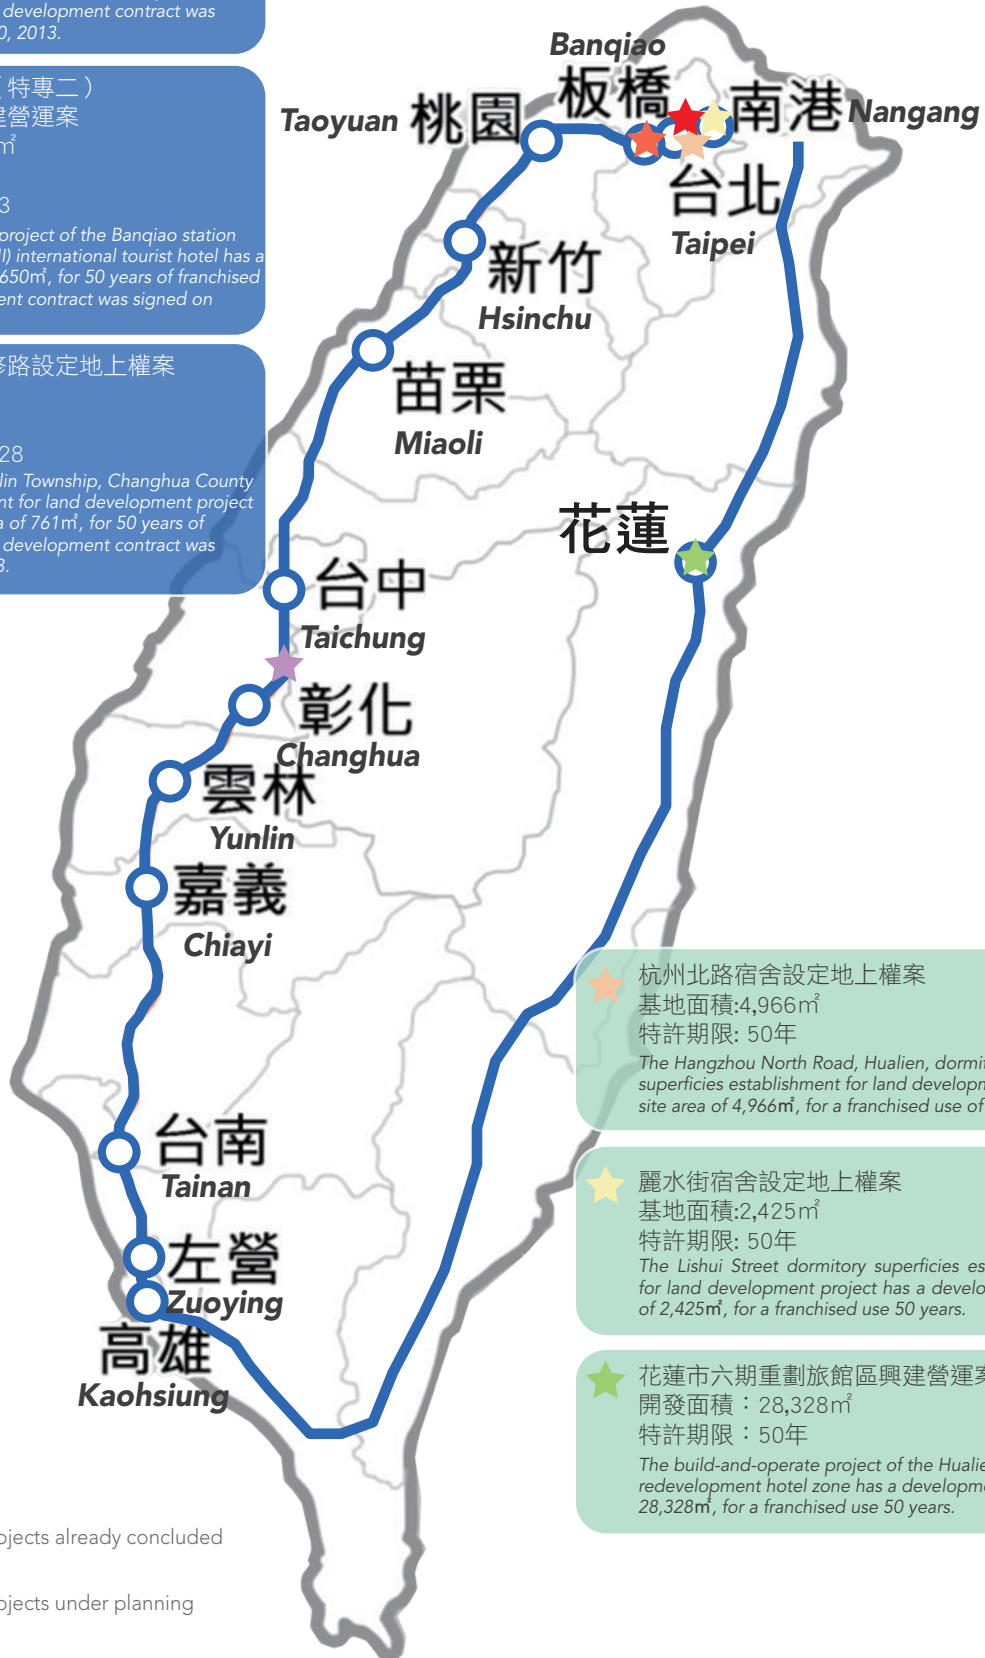 development contract was
0, 2013.
（特專二）
建營運案
㎡
3
project of the Banqiao station
II) international tourist hotel has a
650㎡, for 50 years of franchised
ent contract was signed on
修路設定地上權案
28
lin Township, Changhua County
nt for land development project
a of 761㎡, for 50 years of
development contract was
3.
Banqiao
板橋
Taoyuan 桃園
南港 Nangang
台北
Taipei
新竹
Hsinchu
苗栗
Miaoli
花蓮
台中
Taichung
彰化
Changhua
雲林
Yunlin
嘉義
Chiayi
台南
Tainan
左營
Zuoying
高雄
Kaohsiung
杭州北路宿舍設定地上權案
基地面積:4,966㎡
特許期限: 50年
The Hangzhou North Road, Hualien, dormit
superficies establishment for land developm
site area of 4,966㎡, for a franchised use of
麗水街宿舍設定地上權案
基地面積:2,425㎡
特許期限: 50年
The Lishui Street dormitory superficies es
for land development project has a develo
of 2,425㎡, for a franchised use 50 years.
花蓮市六期重劃旅館區興建營運案
開發面積：28,328㎡
特許期限：50年
The build-and-operate project of the Hualie
redevelopment hotel zone has a developme
28,328㎡, for a franchised use 50 years.
ojects already concluded
ojects under planning